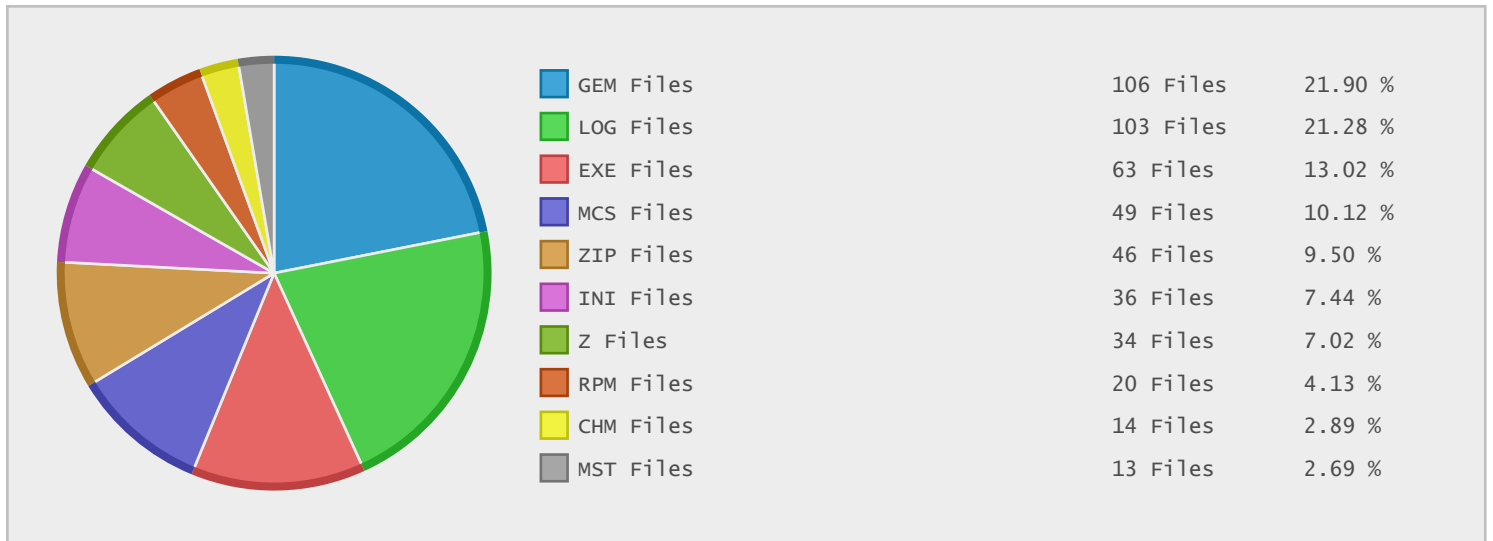 GEM Files 106 Files 21.90 %
LOG Files 103 Files 21.28 %
EXE Files 63 Files 13.02 %
MCS Files 49 Files 10.12 %
ZIP Files 46 Files 9.50 %
INI Files 36 Files 7.44 %
Z Files 34 Files 7.02 %
RPM Files 20 Files 4.13 %
CHM Files 14 Files 2.89 %
MST Files 13 Files 2.69 %